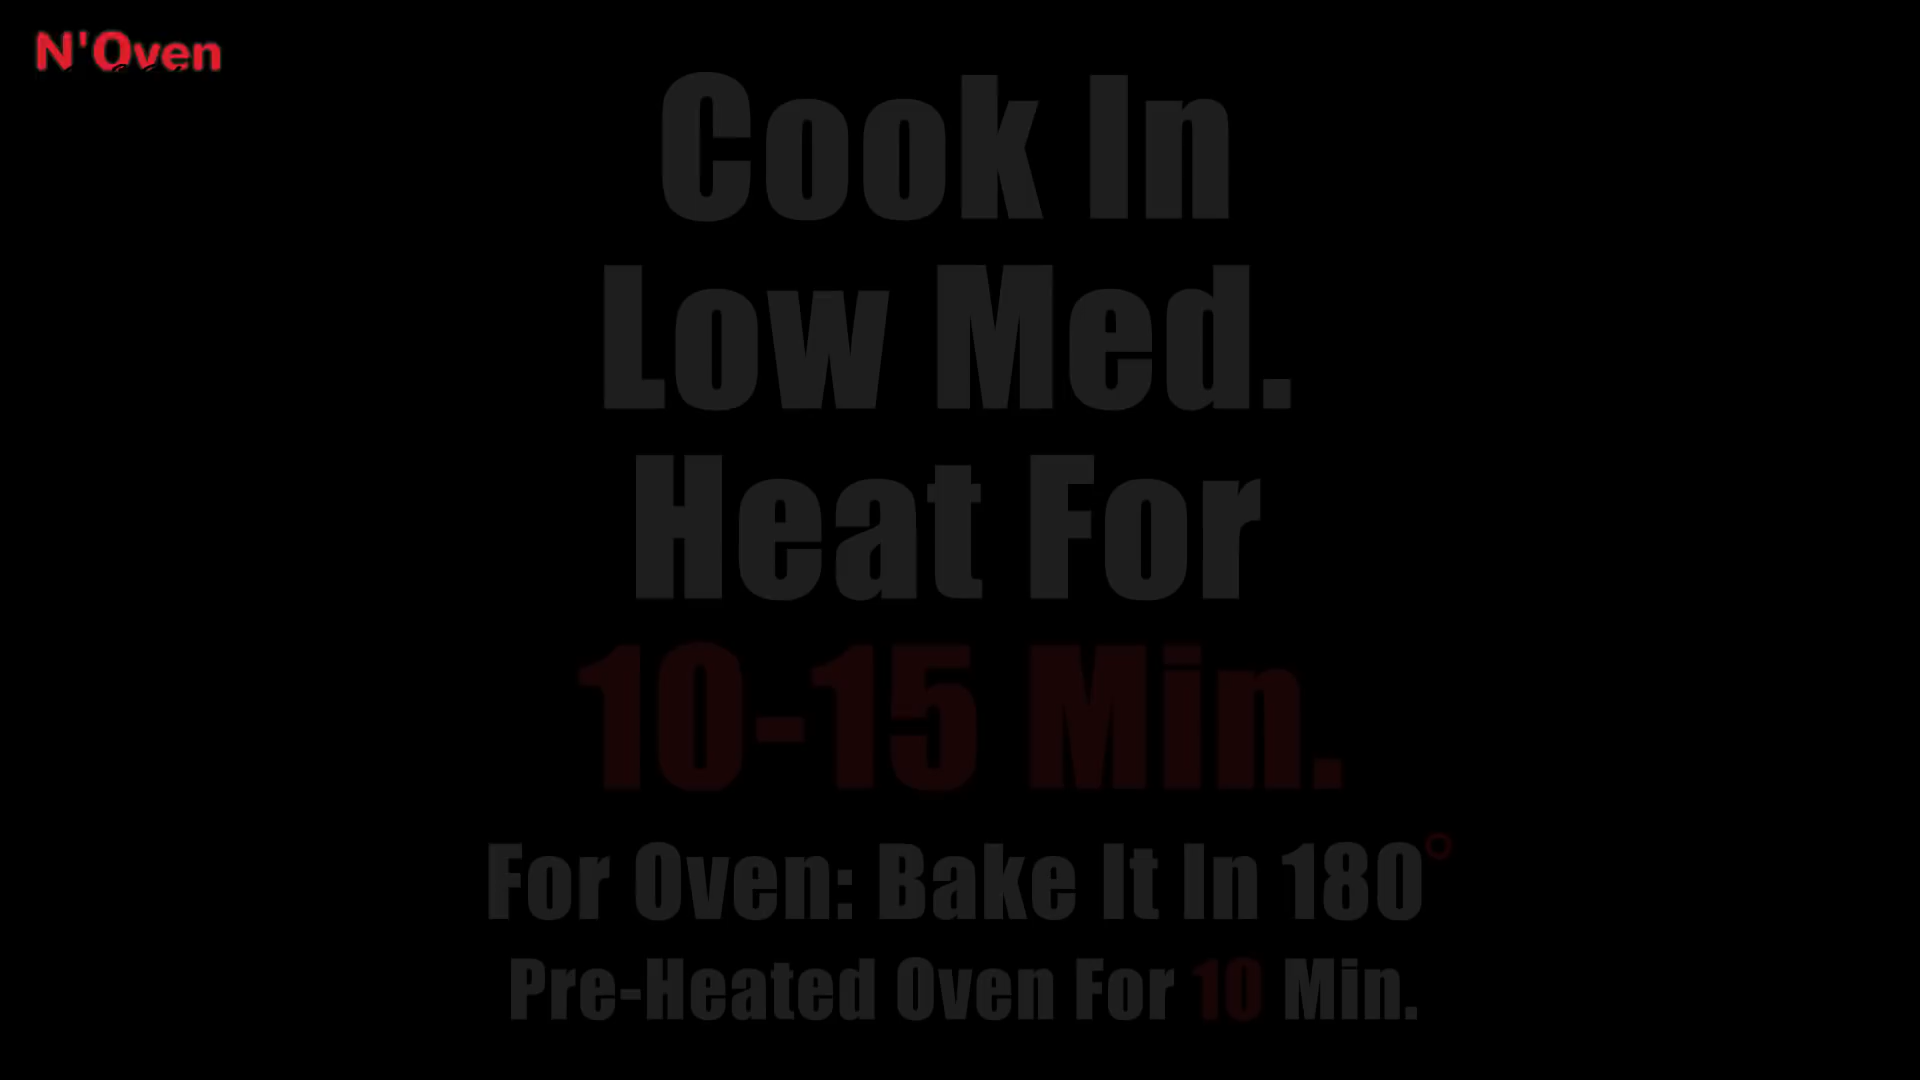 N'Oven
Cook In
Low Med.
Heat For
10-15 Min.
For Oven: Bake It In 180°
Pre-Heated Oven For 10 Min.